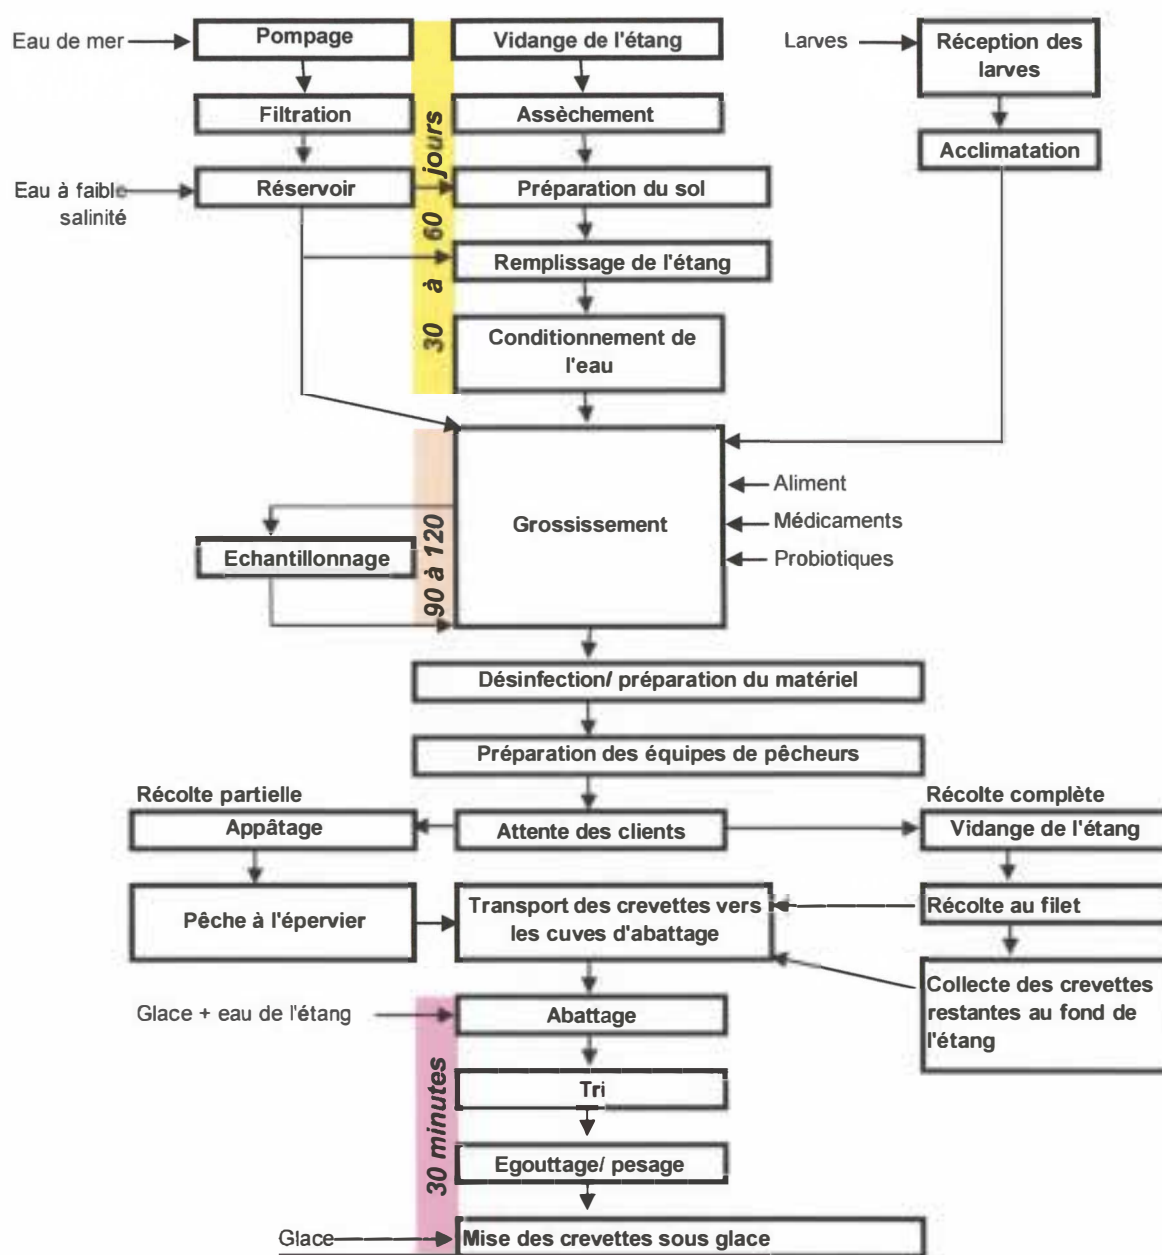 Eau de mer
Pompage
Vidange de l'étang
Larves
Réception des
larves
Filtration
Assèchement
Acclimatation
Eau à faible
salinité
Réservoir
Préparation du sol
Remplissage de l'étang
Conditionnement de
l'eau
30 à 60 jours
Grossissement
Aliment
Médicaments
Probiotiques
Echantillonnage
90 à 120
Désinfection/ préparation du matériel
Préparation des équipes de pêcheurs
Récolte partielle
Récolte complète
Appâtage
Attente des clients
Vidange de l'étang
Pêche à l'épervier
Transport des crevettes vers
les cuves d'abattage
Récolte au filet
Collecte des crevettes
restantes au fond de
l'étang
Glace + eau de l'étang
Abattage
Tri
Egouttage/ pesage
30 minutes
Glace
Mise des crevettes sous glace